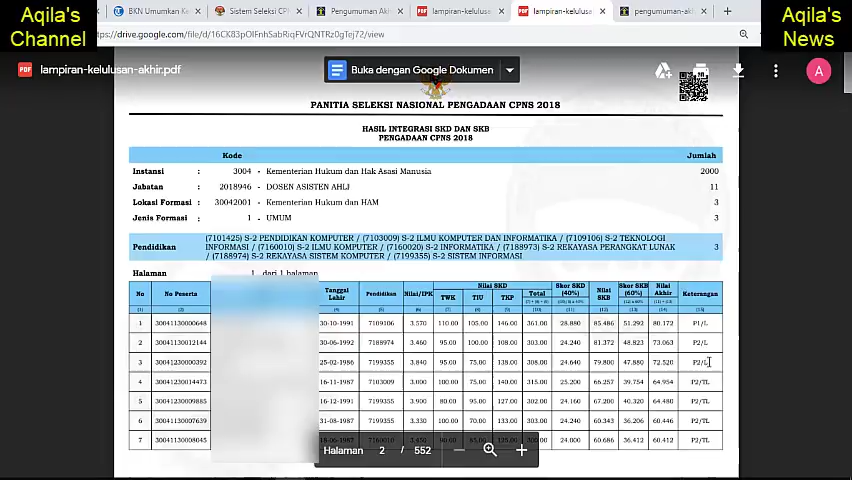 Aqila's Channel
BKN Umumkan Ke
Sistem Seleksi CP
Pengumuman Akh
lampiran-kelulusa
lampiran-kelulusa
pengumuman-ak
Aqila's News
ttps://drive.google.com/file/d/16CK83pOIFnhSabRiqFVrQNTRz0gTej72/view
lampiran-kelulusan-akhir.pdf
Buka dengan Google Dokumen
A
PANITIA SELEKSI NASIONAL PENGADAAN CPNS 2018
HASIL INTEGRASI SKD DAN SKB
PENGADAAN CPNS 2018
Kode Jumlah
Instansi : 3004 - Kementerian Hukum dan Hak Asasi Manusia 2000
Jabatan : 2018946 - DOSEN ASISTEN AHLI 11
Lokasi Formasi : 30042001 - Kementerian Hukum dan HAM 3
Jenis Formasi : 1 - UMUM 3
Pendidikan (7101425) S-2 PENDIDIKAN KOMPUTER / (7103009) S-2 ILMU KOMPUTER DAN INFORMATIKA / (7109106) S-2 TEKNOLOGI 3
INFORMASI / (7160010) S-2 ILMU KOMPUTER / (7160020) S-2 INFORMATIKA / (7188973) S-2 REKAYASA PERANGKAT LUNAK
/ (7188974) S-2 REKAYASA SISTEM KOMPUTER / (7199355) S-2 SISTEM INFORMASI
Halaman 1 dari 1 halaman
No No Peserta Tanggal Lahir Pendidikan Nilai/IPK Nilai SKD TWK TIU TKP Total Skor SKD (40%) Nilai SKB Skor SKB (60%) Nilai Akhir Keterangan
1 30041130000648 30-10-1991 7109106 3.570 110.00 105.00 146.00 361.00 28.880 85.486 51.292 80.172 P1/L
2 30041130012144 30-06-1992 7188974 3.460 95.00 100.00 108.00 303.00 24.240 81.372 48.823 73.063 P2/L
3 30041230000392 25-02-1986 7199355 3.840 95.00 75.00 138.00 308.00 24.640 79.800 47.880 72.520 P2/L
4 30041230014473 16-11-1987 7103009 3.000 100.00 75.00 140.00 315.00 25.200 66.257 39.754 64.954 P2/TL
5 30041230009885 16-12-1991 7199355 3.900 80.00 95.00 127.00 302.00 24.160 67.200 40.320 64.480 P2/TL
6 30041130007639 31-08-1987 7199355 3.330 100.00 70.00 133.00 303.00 24.240 60.343 36.206 60.446 P2/TL
7 30041130008045 24.000 60.686 36.412 60.412 P2/TL
Halaman 2 / 552